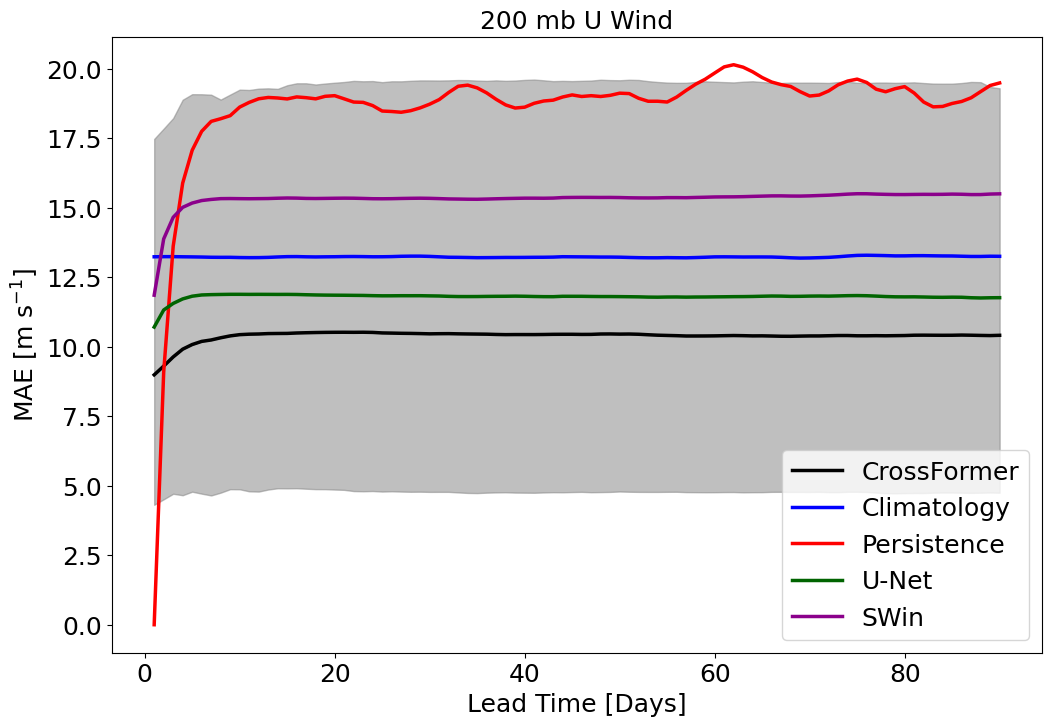 200 mb U Wind
MAE [m s⁻¹]
20.0
17.5
15.0
12.5
10.0
7.5
5.0
2.5
0.0
0
20
40
60
80
Lead Time [Days]
CrossFormer
Climatology
Persistence
U-Net
SWin